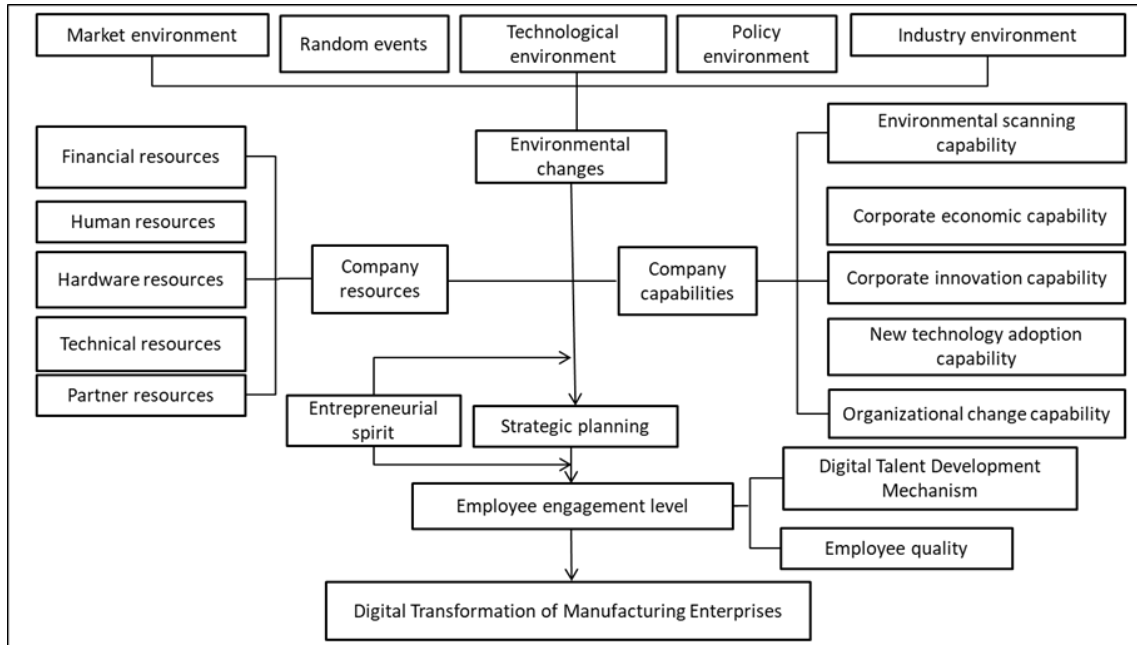 Market environment
Random events
Technological
environment
Policy
environment
Industry environment
Environmental
changes
Financial resources
Human resources
Hardware resources
Technical resources
Partner resources
Company
resources
Company
capabilities
Environmental scanning
capability
Corporate economic capability
Corporate innovation capability
New technology adoption
capability
Organizational change capability
Entrepreneurial
spirit
Strategic planning
Employee engagement level
Digital Talent Development
Mechanism
Employee quality
Digital Transformation of Manufacturing Enterprises